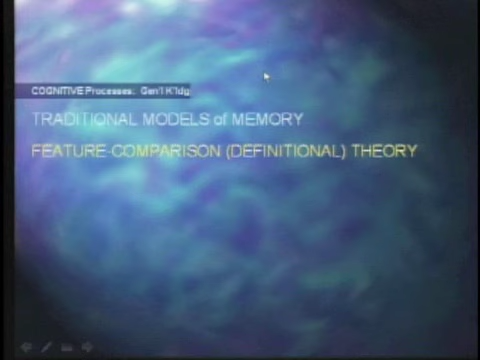 COGNITIVE Processes: Gen'l K'ldg
TRADITIONAL MODELS of MEMORY
FEATURE-COMPARISON (DEFINITIONAL) THEORY